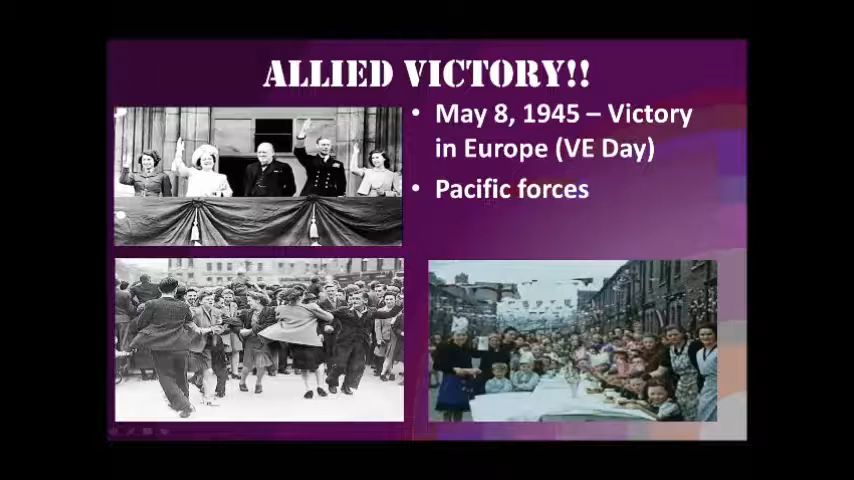 ALLIED VICTORY!!
• May 8, 1945 – Victory
in Europe (VE Day)
• Pacific forces